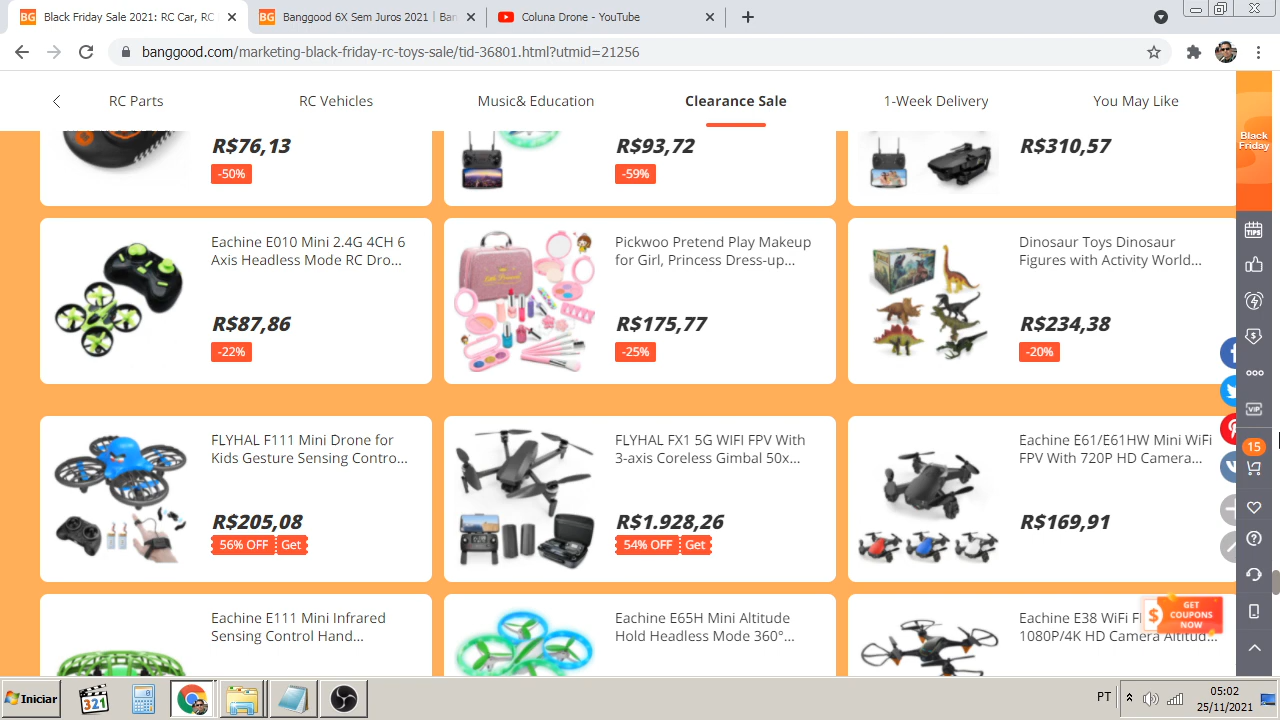 Black Friday Sale 2021: RC Car, RC
Banggood 6X Sem Juros 2021 | Ban
Coluna Drone - YouTube
banggood.com/marketing-black-friday-rc-toys-sale/tid-36801.html?utmid=21256
RC Parts
RC Vehicles
Music& Education
Clearance Sale
1-Week Delivery
You May Like
Black
Friday
R$76,13
-50%
R$93,72
-59%
R$310,57
Eachine E010 Mini 2.4G 4CH 6
Axis Headless Mode RC Dro...
R$87,86
-22%
Pickwoo Pretend Play Makeup
for Girl, Princess Dress-up...
R$175,77
-25%
Dinosaur Toys Dinosaur
Figures with Activity World...
R$234,38
-20%
TIPS
VIP
15
FLYHAL F111 Mini Drone for
Kids Gesture Sensing Contro...
R$205,08
56% OFF Get
FLYHAL FX1 5G WIFI FPV With
3-axis Coreless Gimbal 50x...
R$1.928,26
54% OFF Get
Eachine E61/E61HW Mini WiFi
FPV With 720P HD Camera...
R$169,91
Eachine E111 Mini Infrared
Sensing Control Hand...
Eachine E65H Mini Altitude
Hold Headless Mode 360°...
Eachine E38 WiFi F
1080P/4K HD Camera Altitud...
GET
COUPONS
NOW
Iniciar
321
PT
05:02
25/11/2021